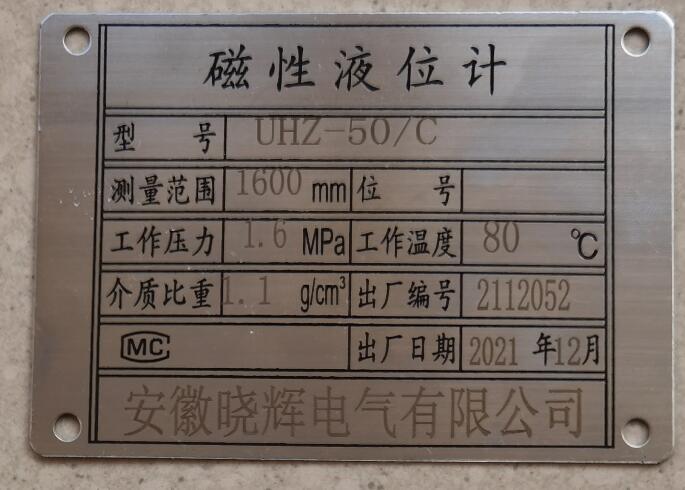 磁性液位计
型 号 UHZ-50/C
测量范围 1600 mm 位 号
工作压力 1.6 MPa 工作温度 80 ℃
介质比重 1.1 g/cm³ 出厂编号 2112052
MC 出厂日期 2021 年 12 月
安徽晓辉电气有限公司